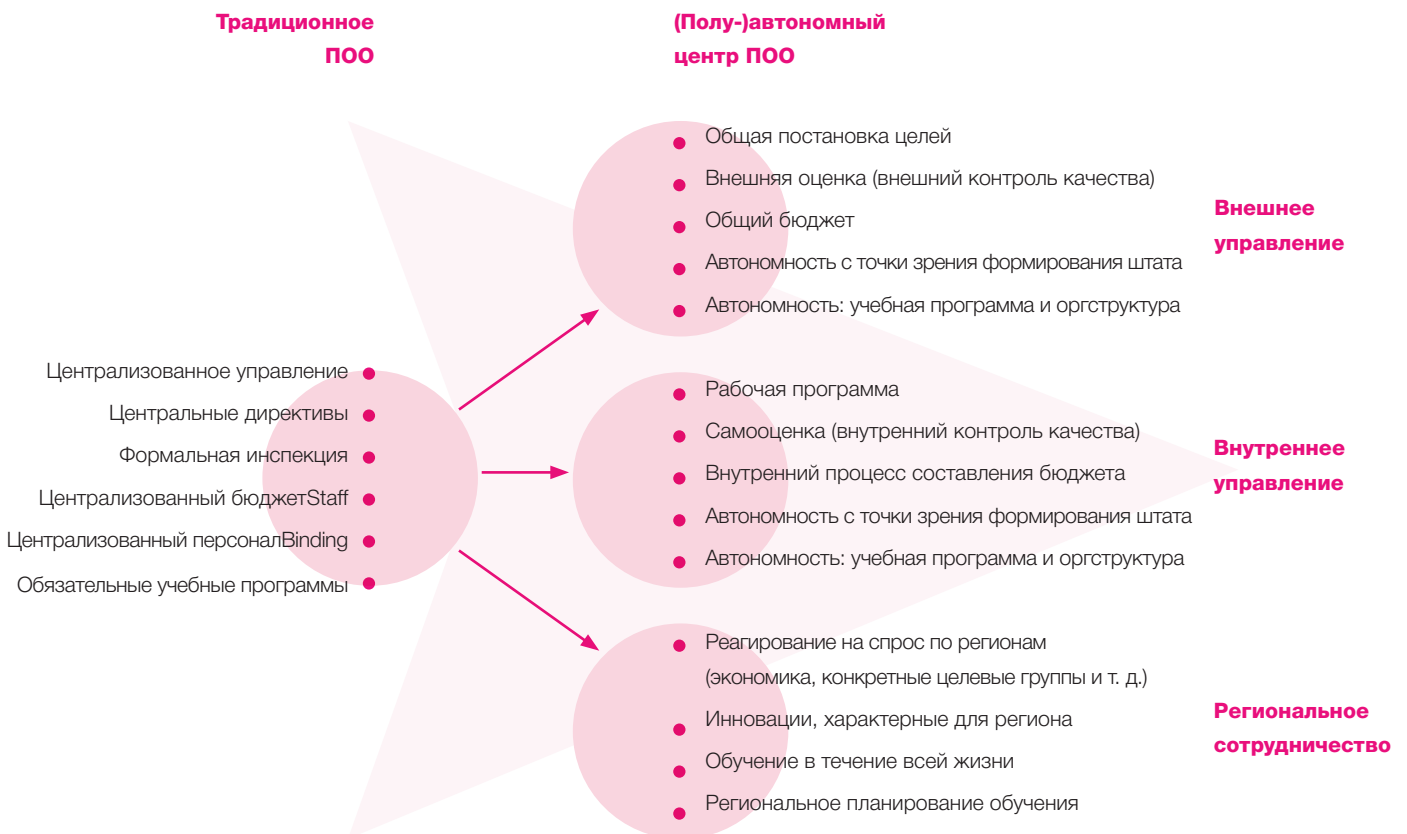 Традиционное
ПОО
(Полу-)автономный
центр ПОО
Централизованное управление
Центральные директивы
Формальная инспекция
Централизованный бюджетStaff
Централизованный персоналBinding
Обязательные учебные программы
Общая постановка целей
Внешняя оценка (внешний контроль качества)
Общий бюджет
Автономность с точки зрения формирования штата
Автономность: учебная программа и оргструктура
Внешнее
управление
Рабочая программа
Самооценка (внутренний контроль качества)
Внутренний процесс составления бюджета
Автономность с точки зрения формирования штата
Автономность: учебная программа и оргструктура
Внутреннее
управление
Реагирование на спрос по регионам
(экономика, конкретные целевые группы и т. д.)
Инновации, характерные для региона
Обучение в течение всей жизни
Региональное планирование обучения
Региональное
сотрудничество